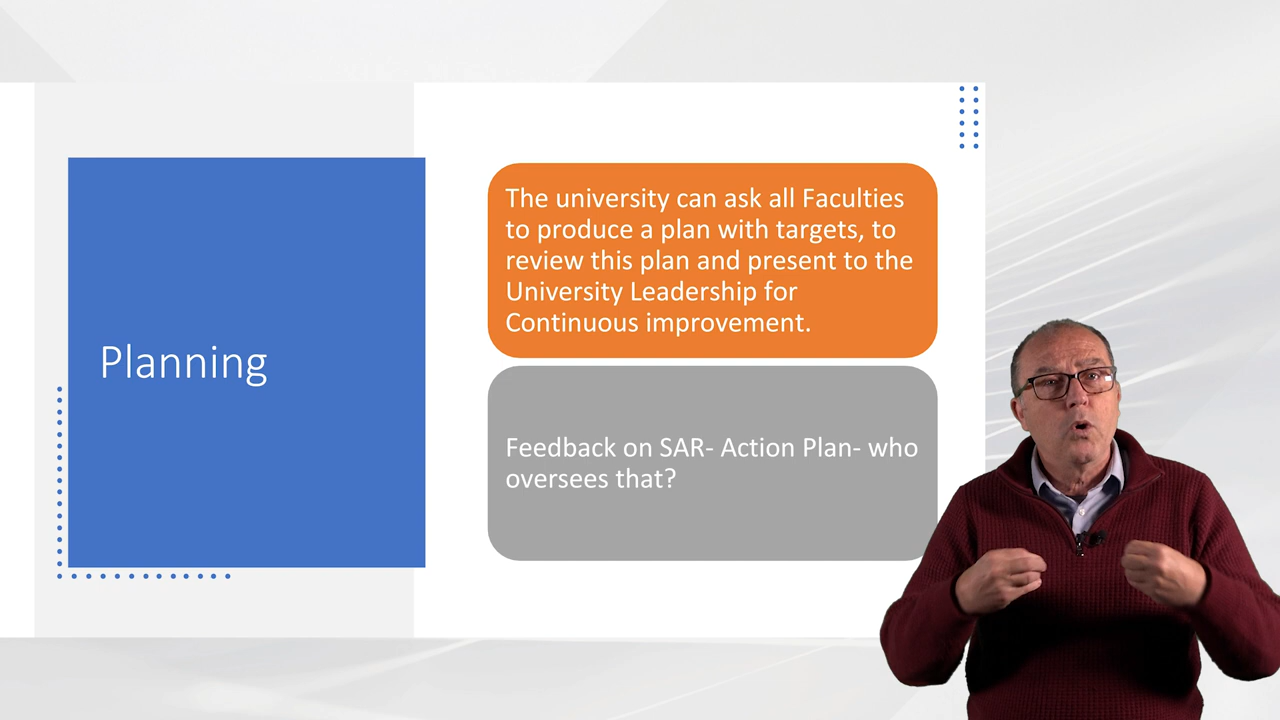 Planning
The university can ask all Faculties
to produce a plan with targets, to
review this plan and present to the
University Leadership for
Continuous improvement.
Feedback on SAR- Action Plan- who
oversees that?